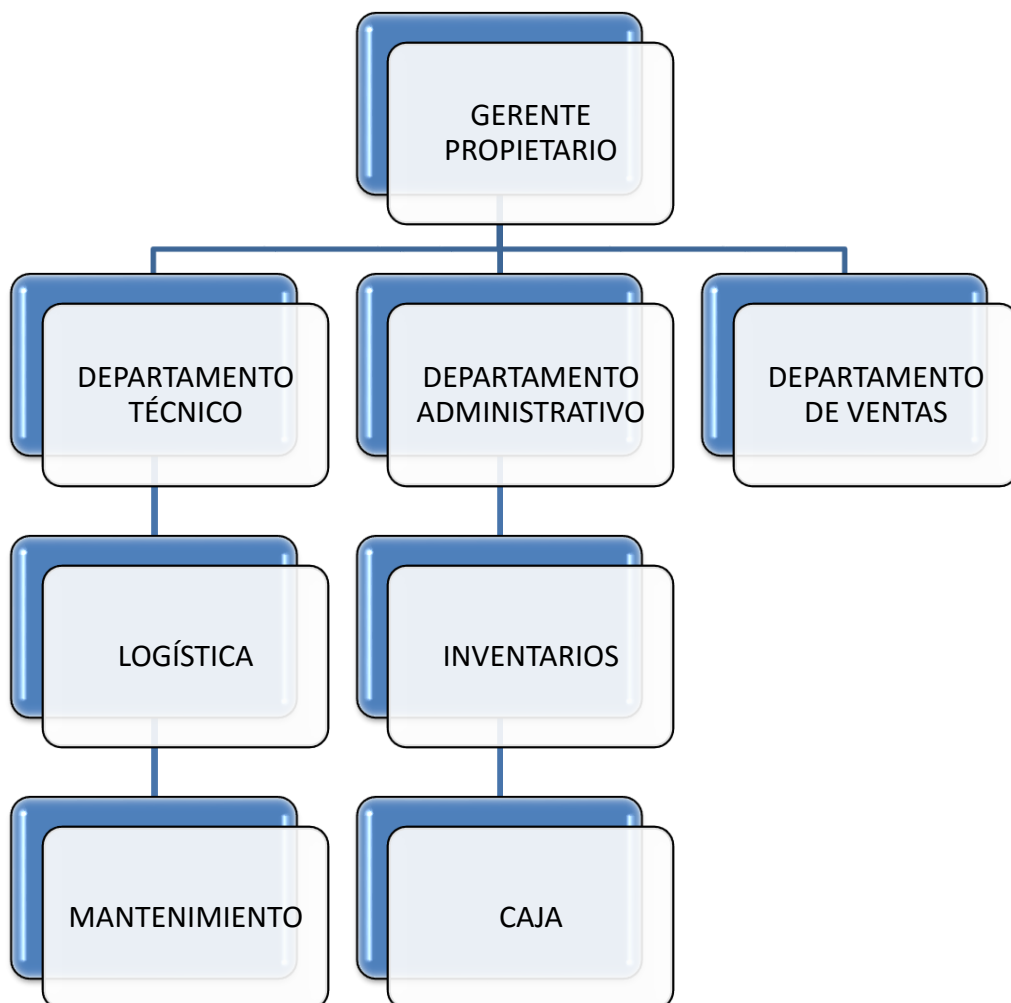 GERENTE
PROPIETARIO
DEPARTAMENTO
TÉCNICO
DEPARTAMENTO
ADMINISTRATIVO
DEPARTAMENTO
DE VENTAS
LOGÍSTICA
INVENTARIOS
MANTENIMIENTO
CAJA